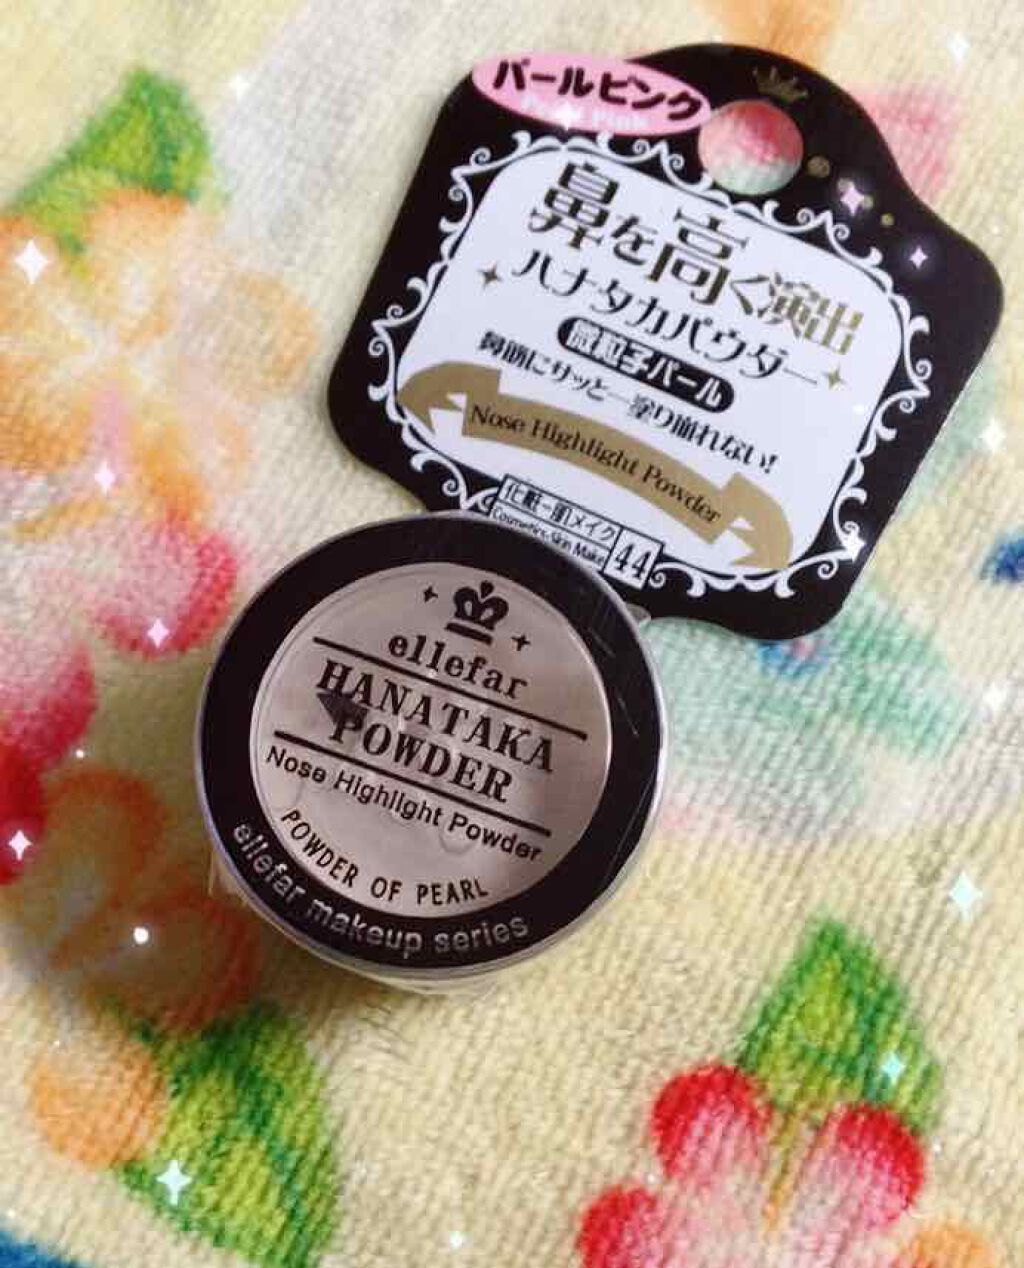 パールピンク
鼻を高く演出
ハナタカパウダー
微粒子パール
鼻筋にサッと一塗り崩れない!
Nose Highlight Powder
化粧-肌メイク
Cosmetics, Skin Make
44
ellefar
HANATAKA
POWDER
Nose Highlight Powder
POWDER OF PEARL
ellefar makeup series